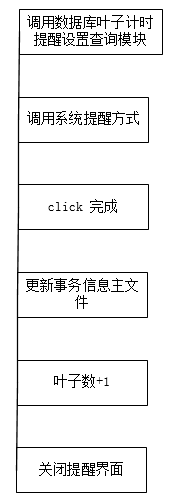 调用数据库叶子计时
提醒设置查询模块
调用系统提醒方式
click 完成
更新事务信息主文
件
叶子数+1
关闭提醒界面